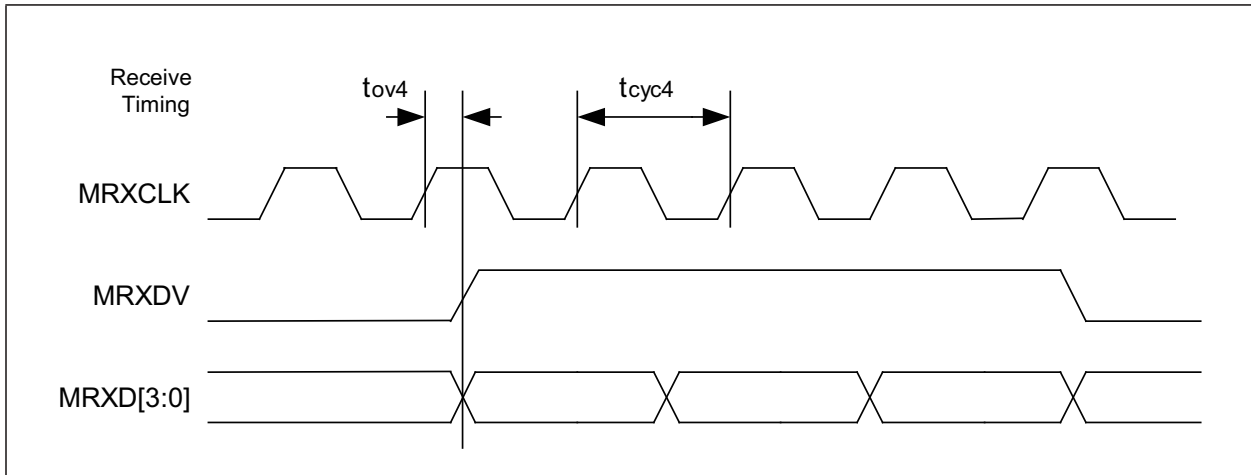 Receive
Timing
tov4
tcyc4
MRXCLK
MRXDV
MRXD[3:0]